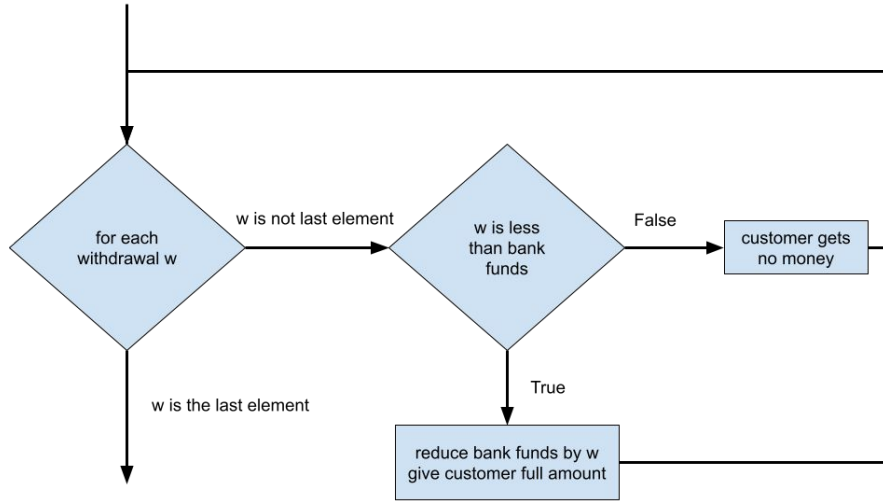 for each
withdrawal w
w is not last element
w is less
than bank
funds
False
customer gets
no money
True
w is the last element
reduce bank funds by w
give customer full amount